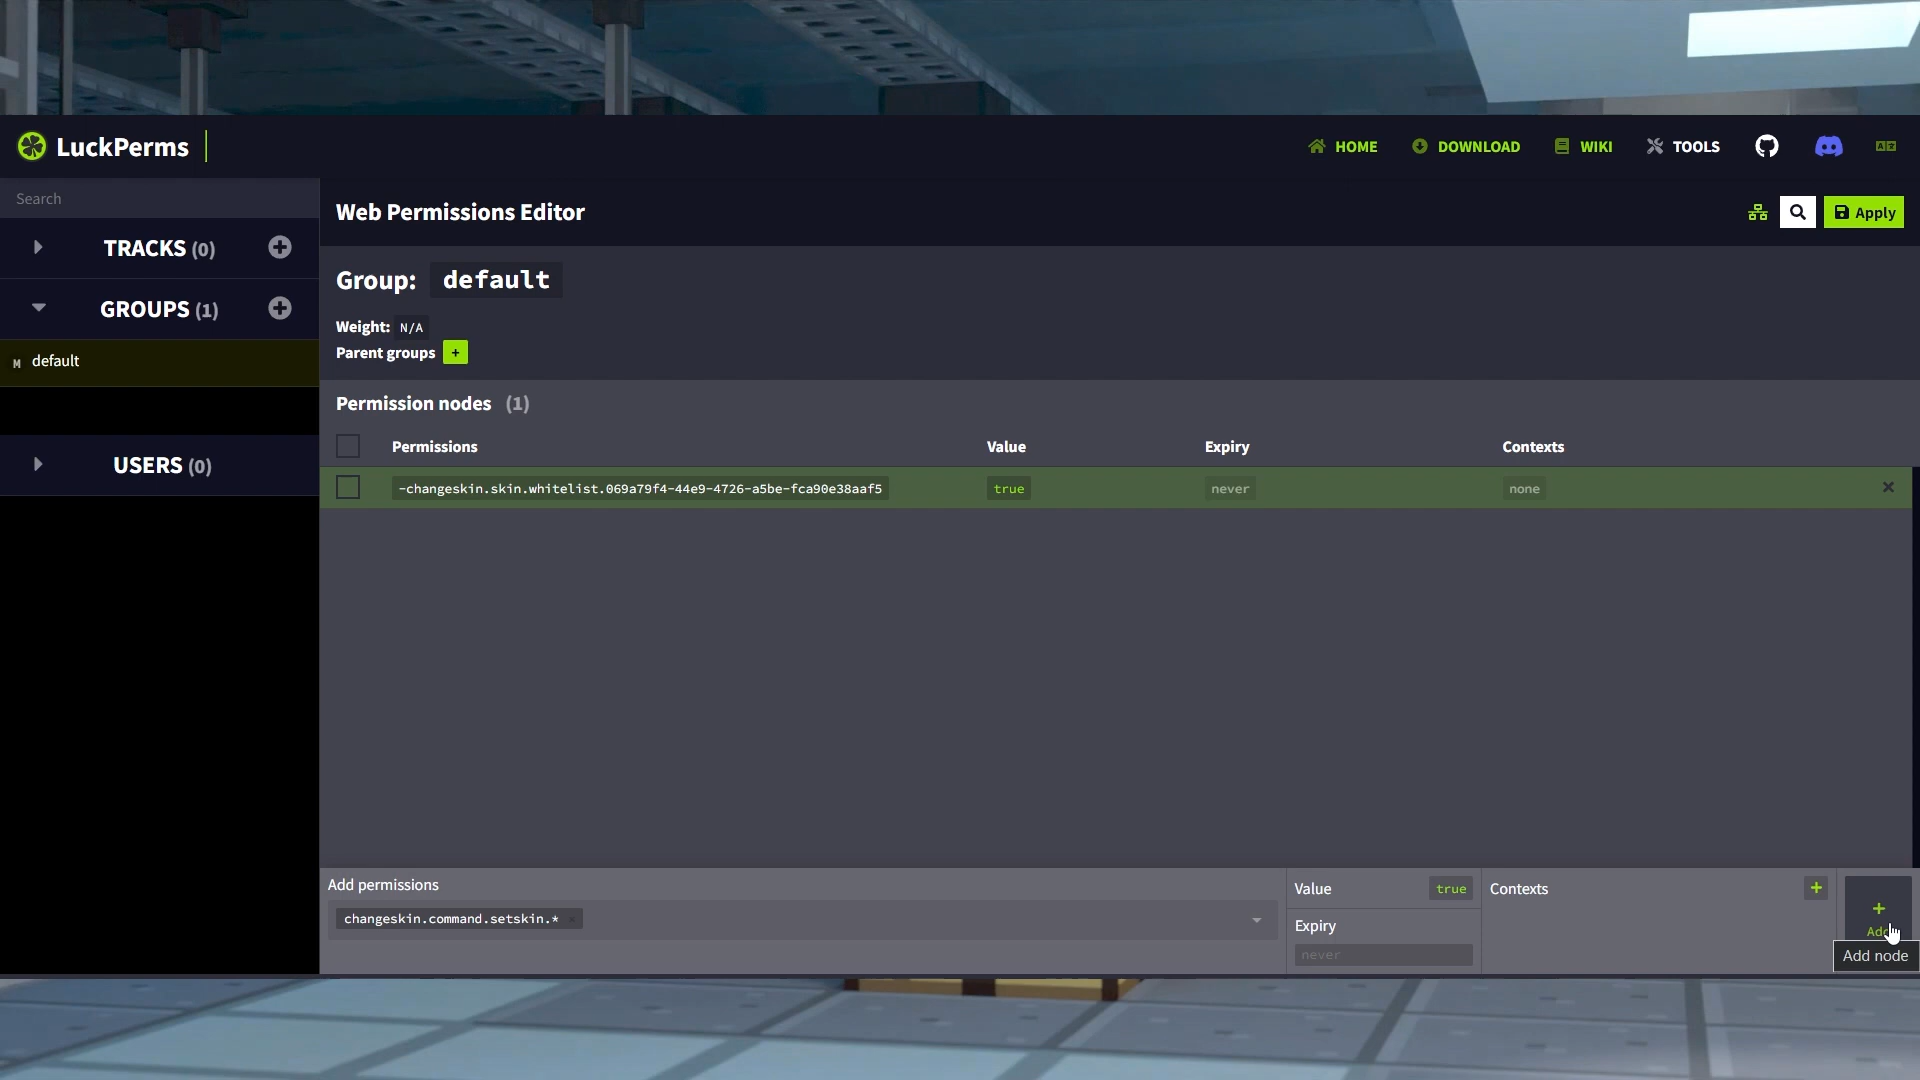 LuckPerms
HOME
DOWNLOAD
WIKI
TOOLS
Search
Web Permissions Editor
Apply
TRACKS (0)
GROUPS (1)
M default
USERS (0)
Group: default
Weight: N/A
Parent groups +
Permission nodes (1)
Permissions Value Expiry Contexts
-changeskin.skin.whitelist.069a79f4-44e9-4726-a5be-fca90e38aaf5 true never none
Add permissions
changeskin.command.setskin.*
Value true
Expiry
never
Contexts +
+
Add
Add node